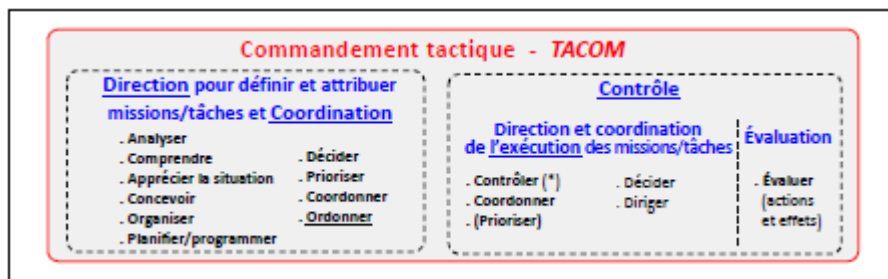 Commandement tactique - TACOM
Direction pour définir et attribuer
missions/tâches et Coordination
. Analyser
. Comprendre
. Apprécier la situation
. Concevoir
. Organiser
. Planifier/programmer
. Décider
. Prioriser
. Coordonner
. Ordonner
Contrôle
Direction et coordination
de l'exécution des missions/tâches
. Contrôler (*)
. Coordonner
. (Prioriser)
. Décider
. Diriger
Évaluation
. Évaluer
(actions
et effets)